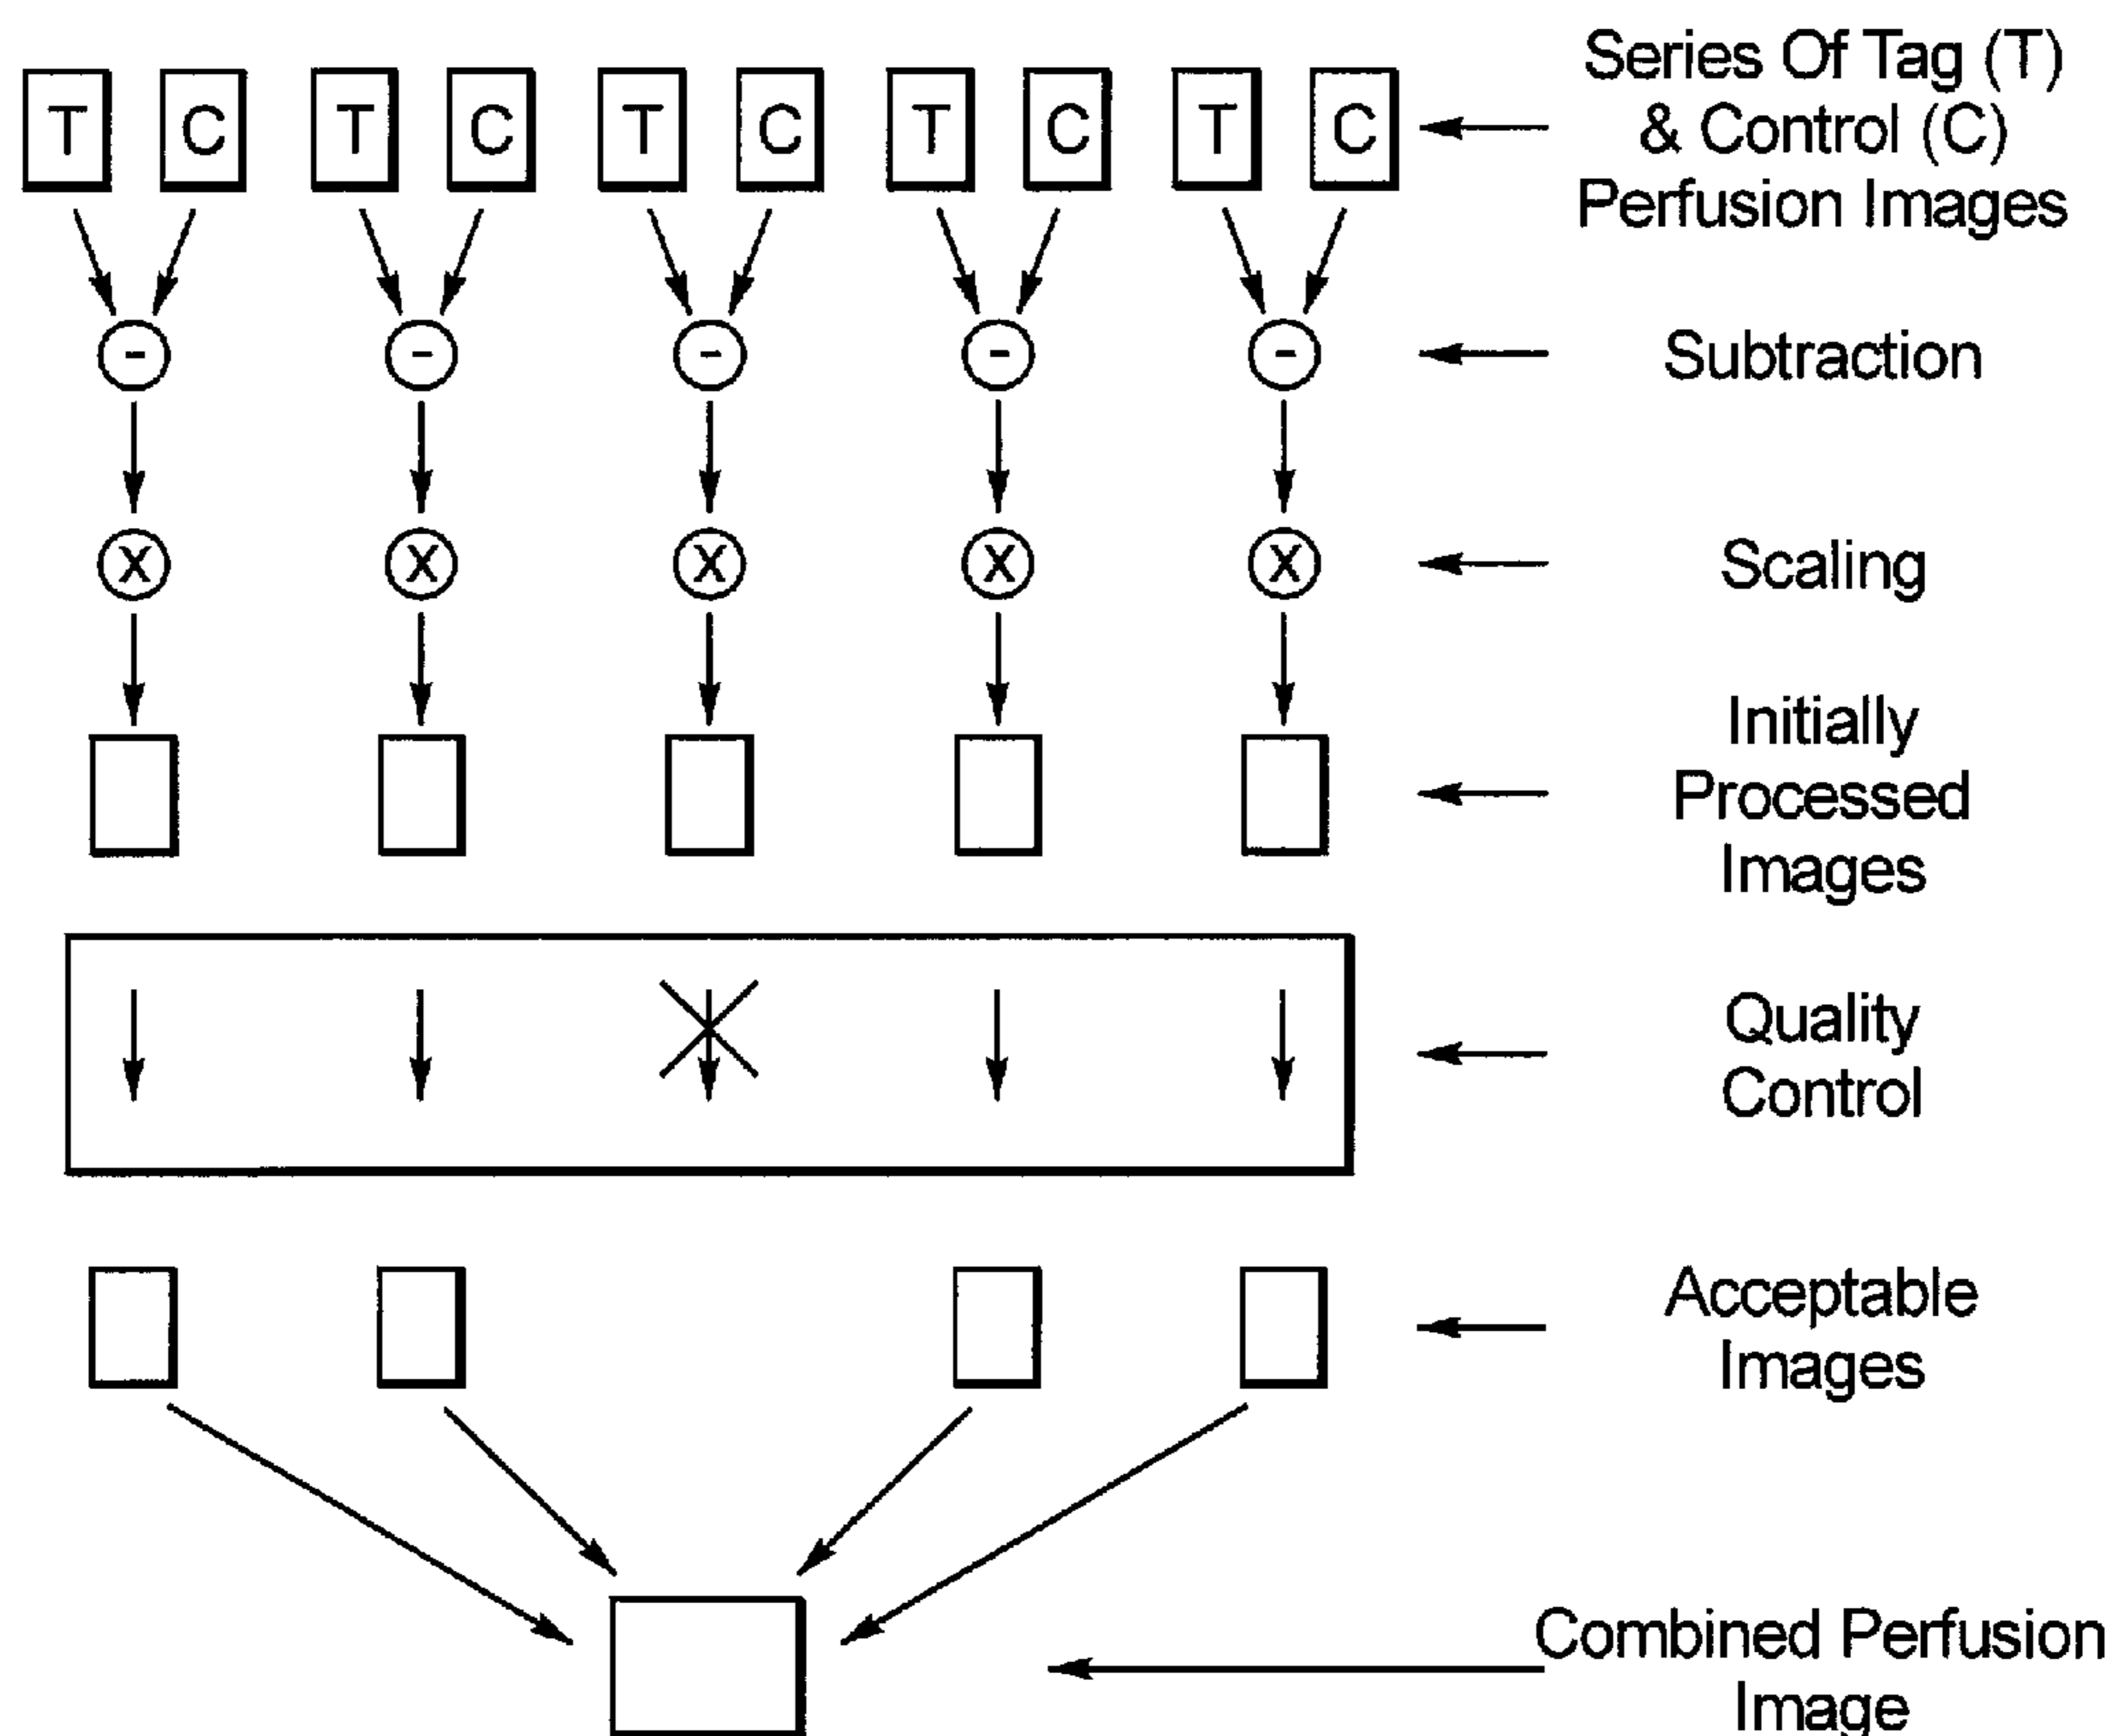 T C T C T C T C T C
Series Of Tag (T)
& Control (C)
Perfusion Images
- - - - -
Subtraction
X X X X X
Scaling
Initially
Processed
Images
Quality
Control
Acceptable
Images
Combined Perfusion
Image